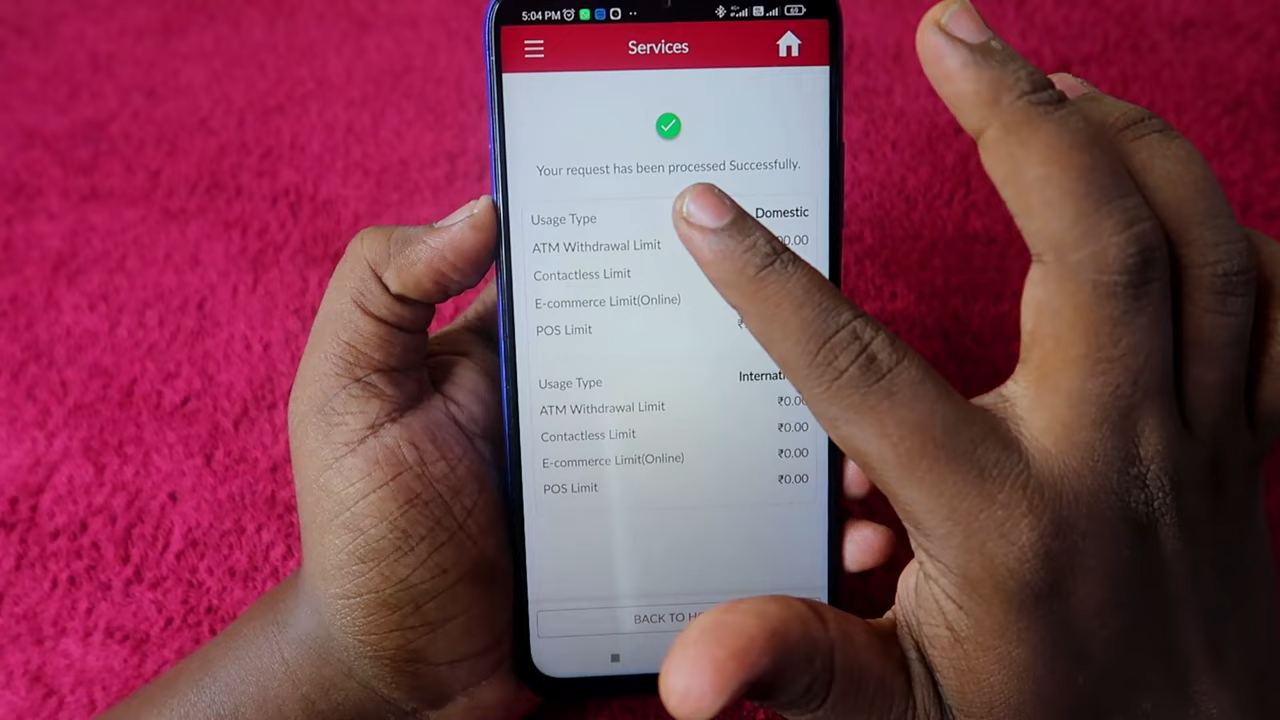 5:04 PM
69
Services
Your request has been processed Successfully.
Usage Type Domestic
ATM Withdrawal Limit
Contactless Limit
E-commerce Limit(Online)
POS Limit
Usage Type
ATM Withdrawal Limit ₹0.00
Contactless Limit ₹0.00
E-commerce Limit(Online) ₹0.00
POS Limit ₹0.00
BACK TO